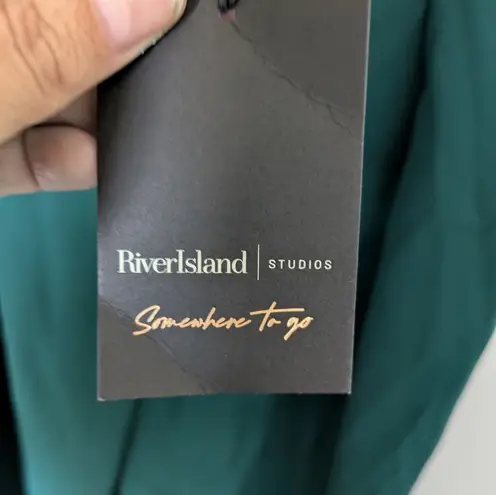 RiverIsland | STUDIOS
Somewhere to go